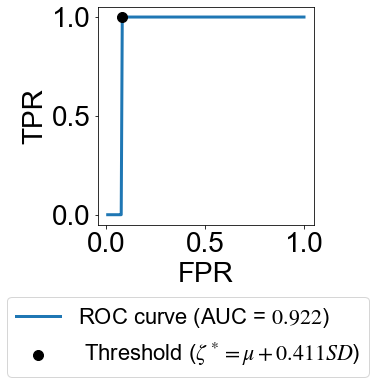 1.0
TPR
0.5
0.0
0.0 0.5 1.0
FPR
ROC curve (AUC = 0.922)
Threshold (ζ* = μ + 0.411SD)